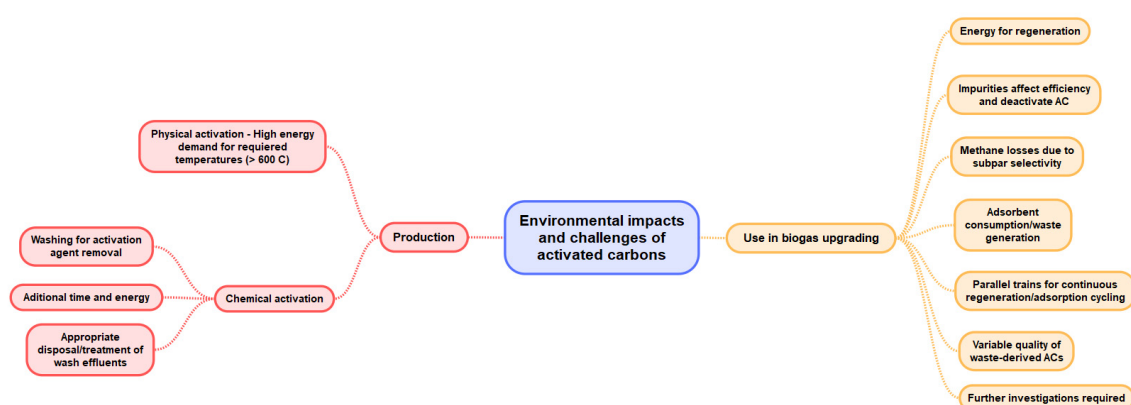 Physical activation - High energy
demand for requiered
temperatures (> 600 C)
Washing for activation
agent removal
Aditional time and energy
Appropriate
disposal/treatment of
wash effluents
Chemical activation
Production
Environmental impacts
and challenges of
activated carbons
Use in biogas upgrading
Energy for regeneration
Impurities affect efficiency
and deactivate AC
Methane losses due to
subpar selectivity
Adsorbent
consumption/waste
generation
Parallel trains for continuous
regeneration/adsorption cycling
Variable quality of
waste-derived ACs
Further investigations required